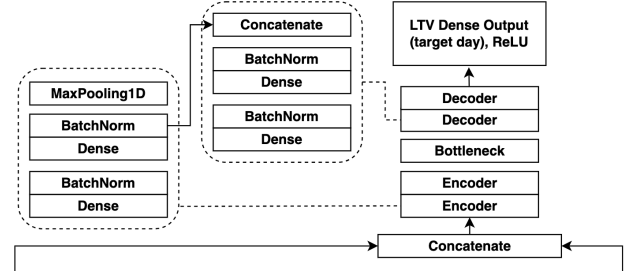 MaxPooling1D
BatchNorm
Dense
BatchNorm
Dense
Concatenate
BatchNorm
Dense
BatchNorm
Dense
LTV Dense Output
(target day), ReLU
Decoder
Decoder
Bottleneck
Encoder
Encoder
Concatenate